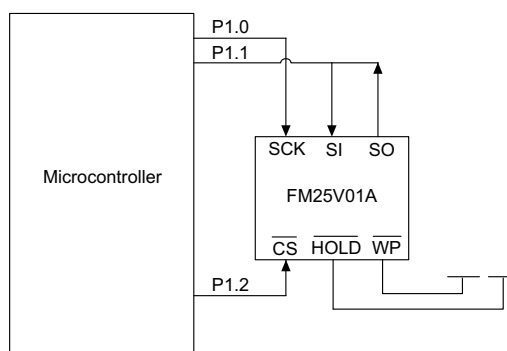 P1.0
P1.1
SCK SI SO
Microcontroller
FM25V01A
CS HOLD WP
P1.2